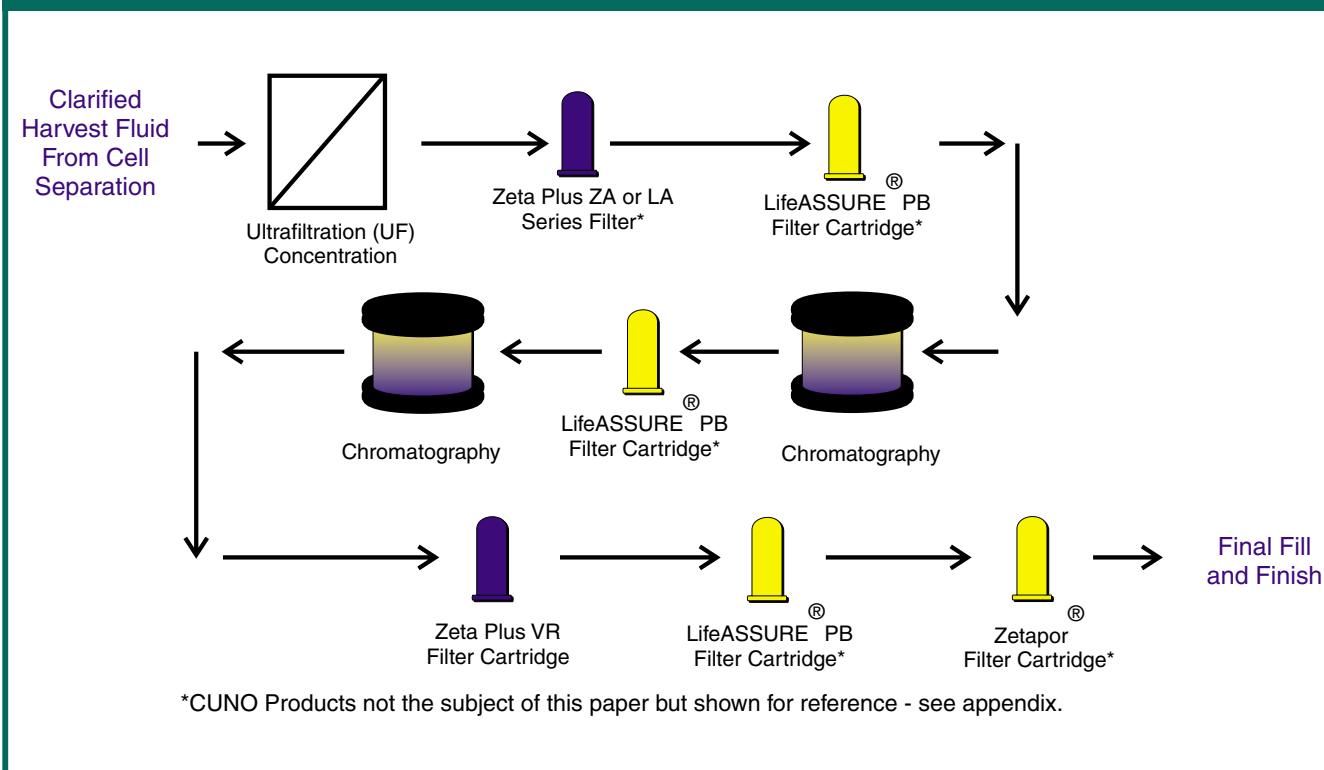 Clarified
Harvest Fluid
From Cell
Separation
Ultrafiltration (UF)
Concentration
Zeta Plus ZA or LA
Series Filter*
LifeASSURE® PB
Filter Cartridge*
Chromatography
LifeASSURE® PB
Filter Cartridge*
Chromatography
Zeta Plus VR
Filter Cartridge
LifeASSURE® PB
Filter Cartridge*
Zetapor®
Filter Cartridge*
Final Fill
and Finish
*CUNO Products not the subject of this paper but shown for reference - see appendix.